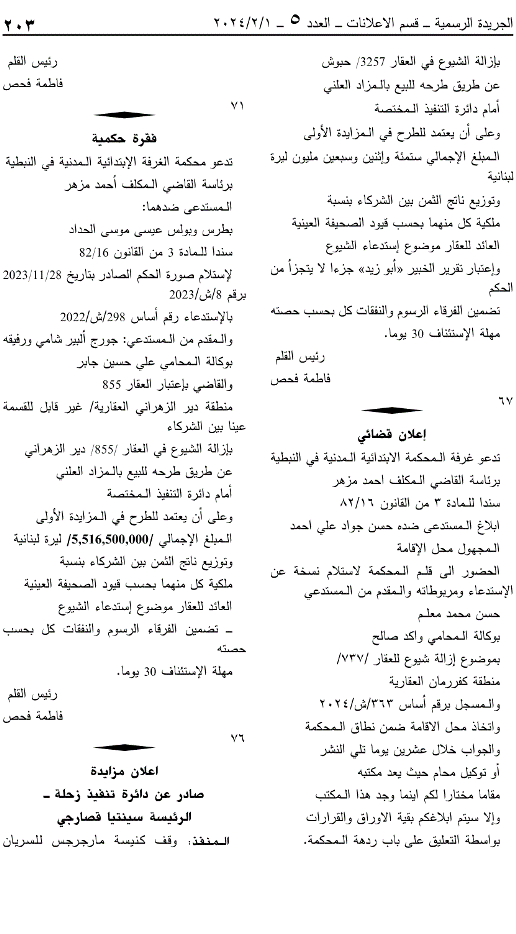 الجريدة الرسمية ــ قسم الاعلانات ــ العدد ٥ ــ ٢٠٢٤/٢/١
٢٠٣
بإزالة الشيوع في العقار 3257/ حبوش
عن طريق طرحه للبيع بالمزاد العلني
أمام دائرة التنفيذ المختصة
وعلى أن يعتمد للطرح في المزايدة الأولى
المبلغ الإجمالي ستمئة وإثنين وسبعين مليون ليرة
لبنانية
وتوزيع ناتج الثمن بين الشركاء بنسبة
ملكية كل منهما بحسب قيود الصحيفة العينية
العائد للعقار موضوع إستدعاء الشيوع
وإعتبار تقرير الخبير «أبو زيد» جزءا لا يتجزأ من
الحكم
تضمين الفرقاء الرسوم والنفقات كل بحسب حصته
مهلة الإستئناف 30 يوما.
رئيس القلم
فاطمة فحص
٦٧
إعلان قضائي
تدعو غرفة المحكمة الابتدائية المدنية في النبطية
برئاسة القاضي المكلف احمد مزهر
سندا للمادة ٣ من القانون ٨٢/١٦
ابلاغ المستدعى ضده حسن جواد علي احمد
المجهول محل الإقامة
الحضور الى قلم المحكمة لاستلام نسخة عن
الإستدعاء ومربوطاته والمقدم من المستدعي
حسن محمد معلم
بوكالة المحامي واكد صالح
بموضوع إزالة شيوع للعقار /٧٣٧/
منطقة كفررمان العقارية
والمسجل برقم أساس ٣٦٣/ش/٢٠٢٤
واتخاذ محل الاقامة ضمن نطاق المحكمة
والجواب خلال عشرين يوما تلي النشر
أو توكيل محام حيث يعد مكتبه
مقاما مختارا لكم اينما وجد هذا المكتب
وإلا سيتم ابلاغكم بقية الاوراق والقرارات
بواسطة التعليق على باب ردهة المحكمة.
رئيس القلم
فاطمة فحص
٧١
فقرة حكمية
تدعو محكمة الغرفة الإبتدائية المدنية في النبطية
برئاسة القاضي المكلف أحمد مزهر
المستدعى ضدهما:
بطرس وبولس عيسى موسى الحداد
سندا للمادة 3 من القانون 82/16
لإستلام صورة الحكم الصادر بتاريخ 2023/11/28
برقم 8/ش/2023
بالإستدعاء رقم أساس 298/ش/2022
والمقدم من المستدعي: جورج ألبير شامي ورفيقه
بوكالة المحامي علي حسين جابر
والقاضي بإعتبار العقار 855
منطقة دير الزهراني العقارية/ غير قابل للقسمة
عينا بين الشركاء
بإزالة الشيوع في العقار /855/ دير الزهراني
عن طريق طرحه للبيع بالمزاد العلني
أمام دائرة التنفيذ المختصة
وعلى أن يعتمد للطرح في المزايدة الأولى
المبلغ الإجمالي /5,516,500,000/ ليرة لبنانية
وتوزيع ناتج الثمن بين الشركاء بنسبة
ملكية كل منهما بحسب قيود الصحيفة العينية
العائد للعقار موضوع إستدعاء الشيوع
ــ تضمين الفرقاء الرسوم والنفقات كل بحسب
حصته
مهلة الإستئناف 30 يوما.
رئيس القلم
فاطمة فحص
٧٦
اعلان مزايدة
صادر عن دائرة تنفيذ زحلة ــ
الرئيسة سينتيا قصارجي
المنفذ: وقف كنيسة مارجرجس للسريان